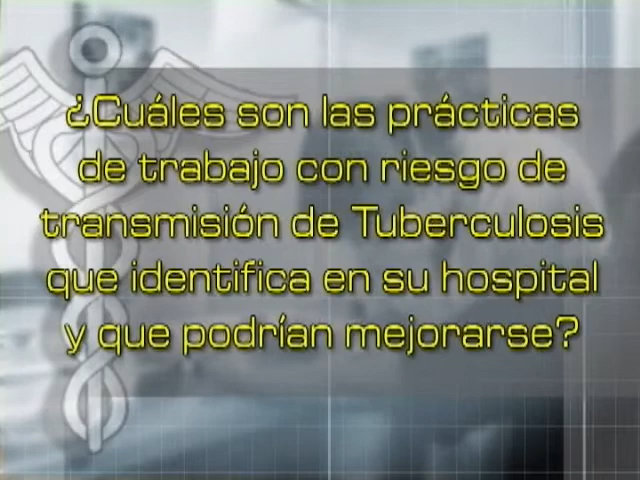 ¿Cuáles son las prácticas
de trabajo con riesgo de
transmisión de Tuberculosis
que identifica en su hospital
y que podrían mejorarse?